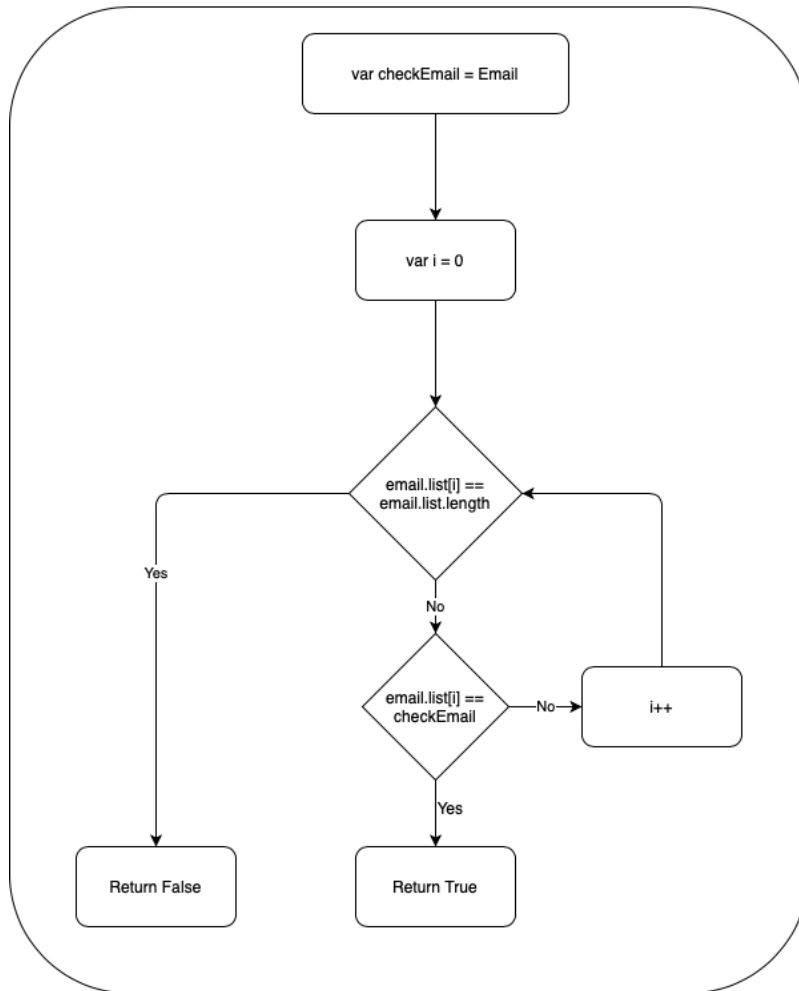 var checkEmail = Email
var i = 0
email.list[i] ==
email.list.length
Yes
No
email.list[i] ==
checkEmail
No
i++
Yes
Return False
Return True